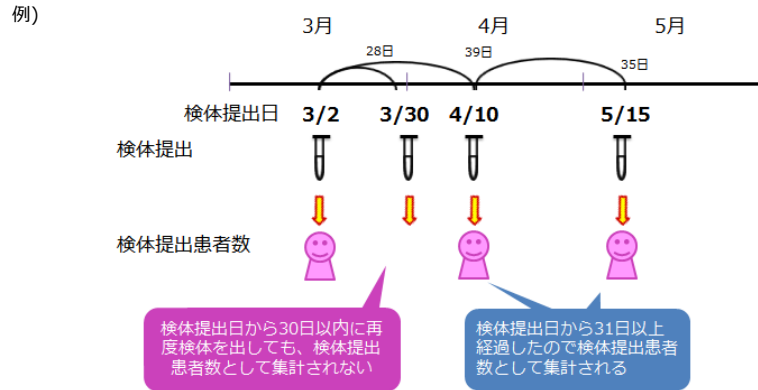 例)
3月
4月
5月
28日
39日
35日
検体提出日 3/2 3/30 4/10 5/15
検体提出
検体提出患者数
検体提出日から30日以内に再
度検体を出しても、検体提出
患者数として集計されない
検体提出日から31日以上
経過したので検体提出患者
数として集計される